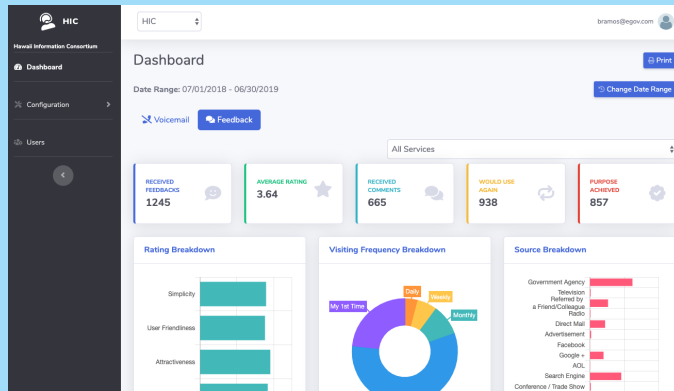 HIC
HIC
bramos@egov.com
Hawaii Information Consortium
Dashboard
Configuration
Users
Dashboard
Print
Date Range: 07/01/2018 - 06/30/2019
Change Date Range
Voicemail
Feedback
All Services
RECEIVED
FEEDBACKS
1245
AVERAGE RATING
3.64
RECEIVED
COMMENTS
665
WOULD USE
AGAIN
938
PURPOSE
ACHIEVED
857
Rating Breakdown
Simplicity
User Friendliness
Attractiveness
Visiting Frequency Breakdown
Daily
Weekly
My 1st Time
Monthly
Source Breakdown
Government Agency
Television
Referred by
a Friend/Colleague
Radio
Direct Mail
Advertisement
Facebook
Google +
AOL
Search Engine
Conference / Trade Show